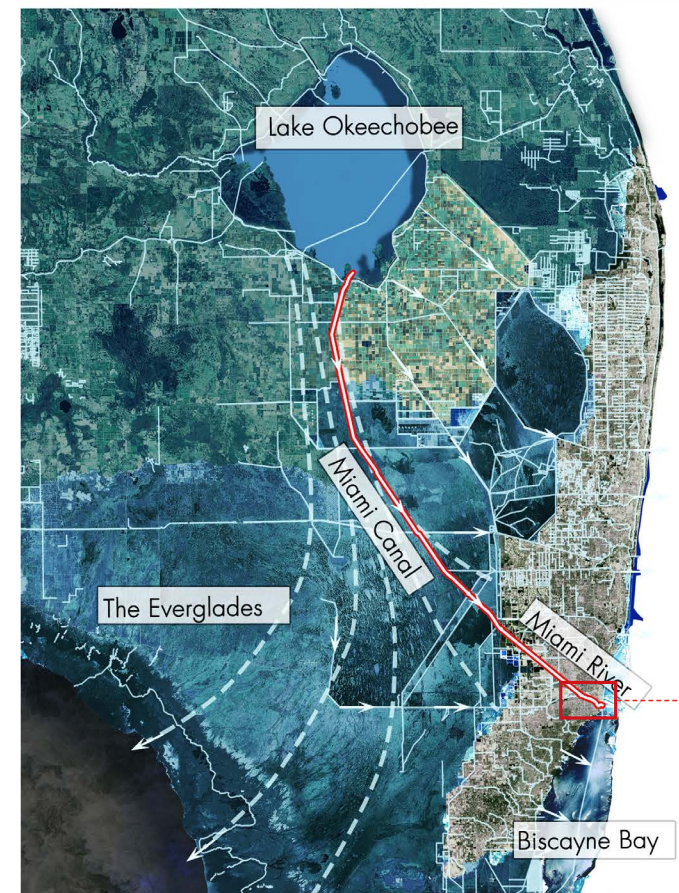 Lake Okeechobee
Miami Canal
The Everglades
Miami River
Biscayne Bay